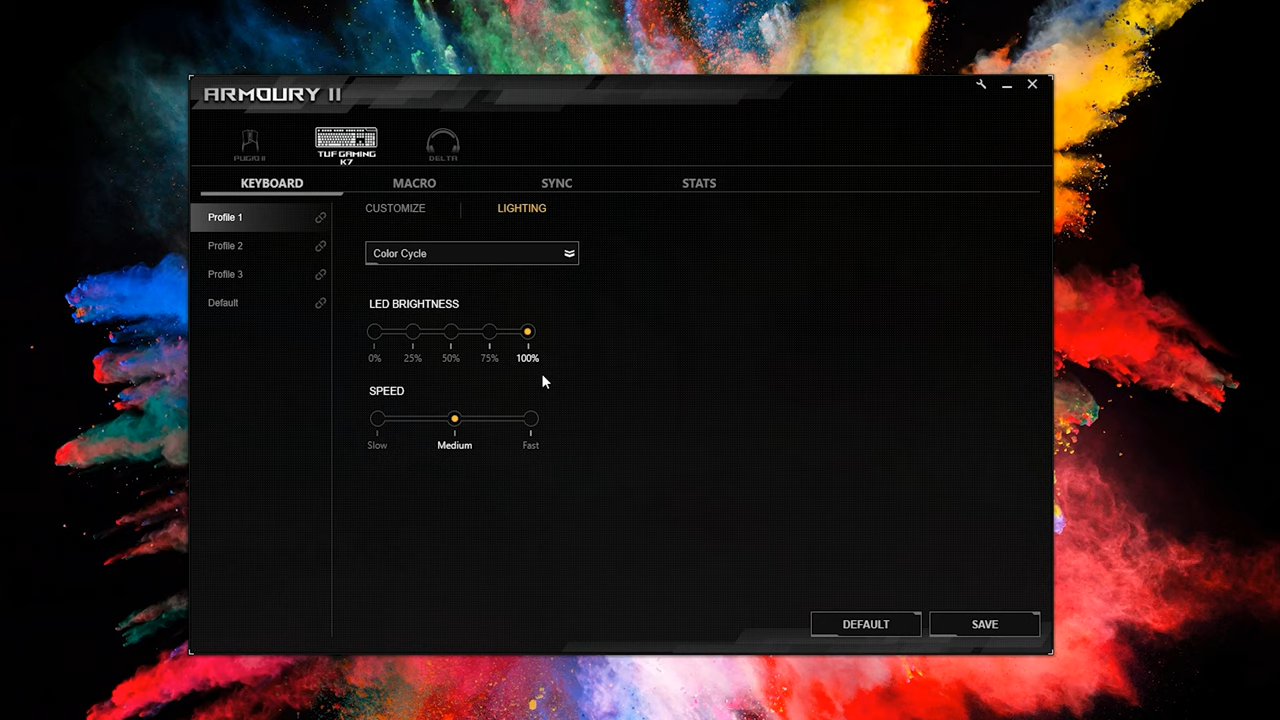 ARMOURY II
PUGIO II
TUF GAMING
K7
DELTA
KEYBOARD
MACRO
SYNC
STATS
Profile 1
Profile 2
Profile 3
Default
CUSTOMIZE
LIGHTING
Color Cycle
LED BRIGHTNESS
0% 25% 50% 75% 100%
SPEED
Slow Medium Fast
DEFAULT
SAVE